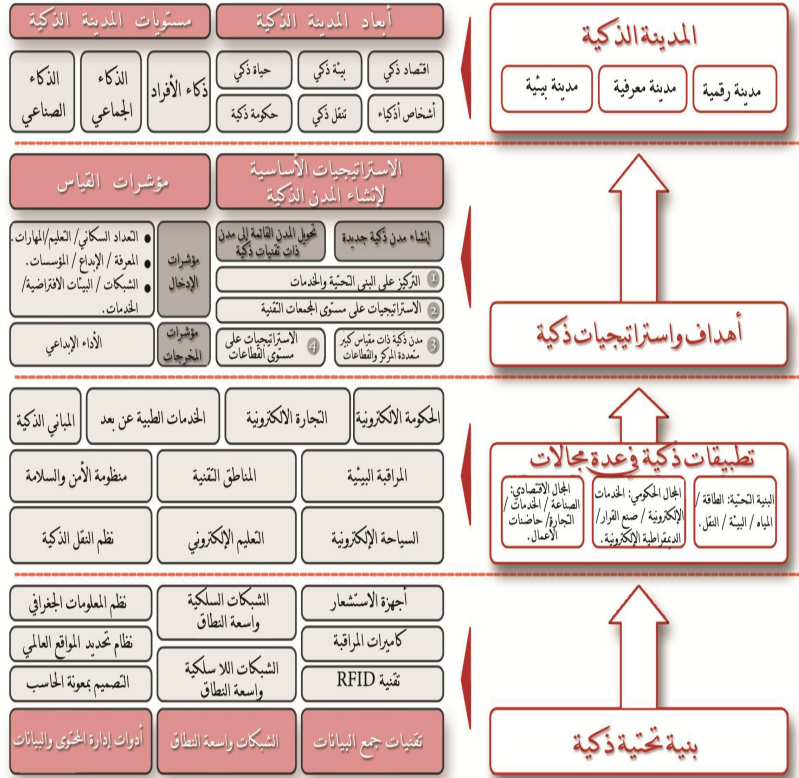 المدينة الذكية
مدينة رقمية
مدينة معرفية
مدينة بيئية
أبعاد المدينة الذكية
اقتصاد ذكي
بيئة ذكي
حياة ذكي
أشخاص أذكياء
تنقل ذكي
حكومة ذكية
مستويات المدينة الذكية
ذكاء الأفراد
الذكاء
الجماعي
الذكاء
الصناعي
أهداف واستراتيجيات ذكية
الاستراتيجيات الأساسية
لإنشاء المدن الذكية
إنشاء مدن ذكية جديدة
تحويل المدن القائمة إلى مدن
ذات تقنيات ذكية
1 التركيز على البنى التحتية والخدمات
2 الاستراتيجيات على مستوى المجمعات التقنية
3 مدن ذكية ذات مقياس كبير
متعددة المركز والقطاعات
4 الاستراتيجيات على
مستوى القطاعات
مؤشرات القياس
مؤشرات
الإدخال
• التعداد السكاني/ التعليم/المهارات.
• المعرفة / الإبداع / المؤسسات.
• الشبكات / البيئات الافتراضية/
الخدمات.
مؤشرات
المخرجات
الأداء الإبداعي
تطبيقات ذكية في عدة مجالات
البنية التحتية: الطاقة /
المياه / البيئة / النقل.
المجال الحكومي: الخدمات
الإلكترونية / صنع القرار/
الديمقراطية الإلكترونية.
المجال الاقتصادي:
الصناعة / الخدمات /
التجارة/ حاضنات
الأعمال.
الحكومة الالكترونية
التجارة الالكترونية
الخدمات الطبية عن بعد
المباني الذكية
المراقبة البيئية
المناطق التقنية
منظومة الأمن والسلامة
السياحة الإلكترونية
التعليم الإلكتروني
نظم النقل الذكية
بنية تحتية ذكية
أجهزة الاستشعار
كاميرات المراقبة
تقنية RFID
تقنيات جمع البيانات
الشبكات السلكية
واسعة النطاق
الشبكات اللا سلكية
واسعة النطاق
الشبكات واسعة النطاق
نظم المعلومات الجغرافي
نظام تحديد المواقع العالمي
التصميم بمعونة الحاسب
أدوات إدارة المحتوى والبيانات